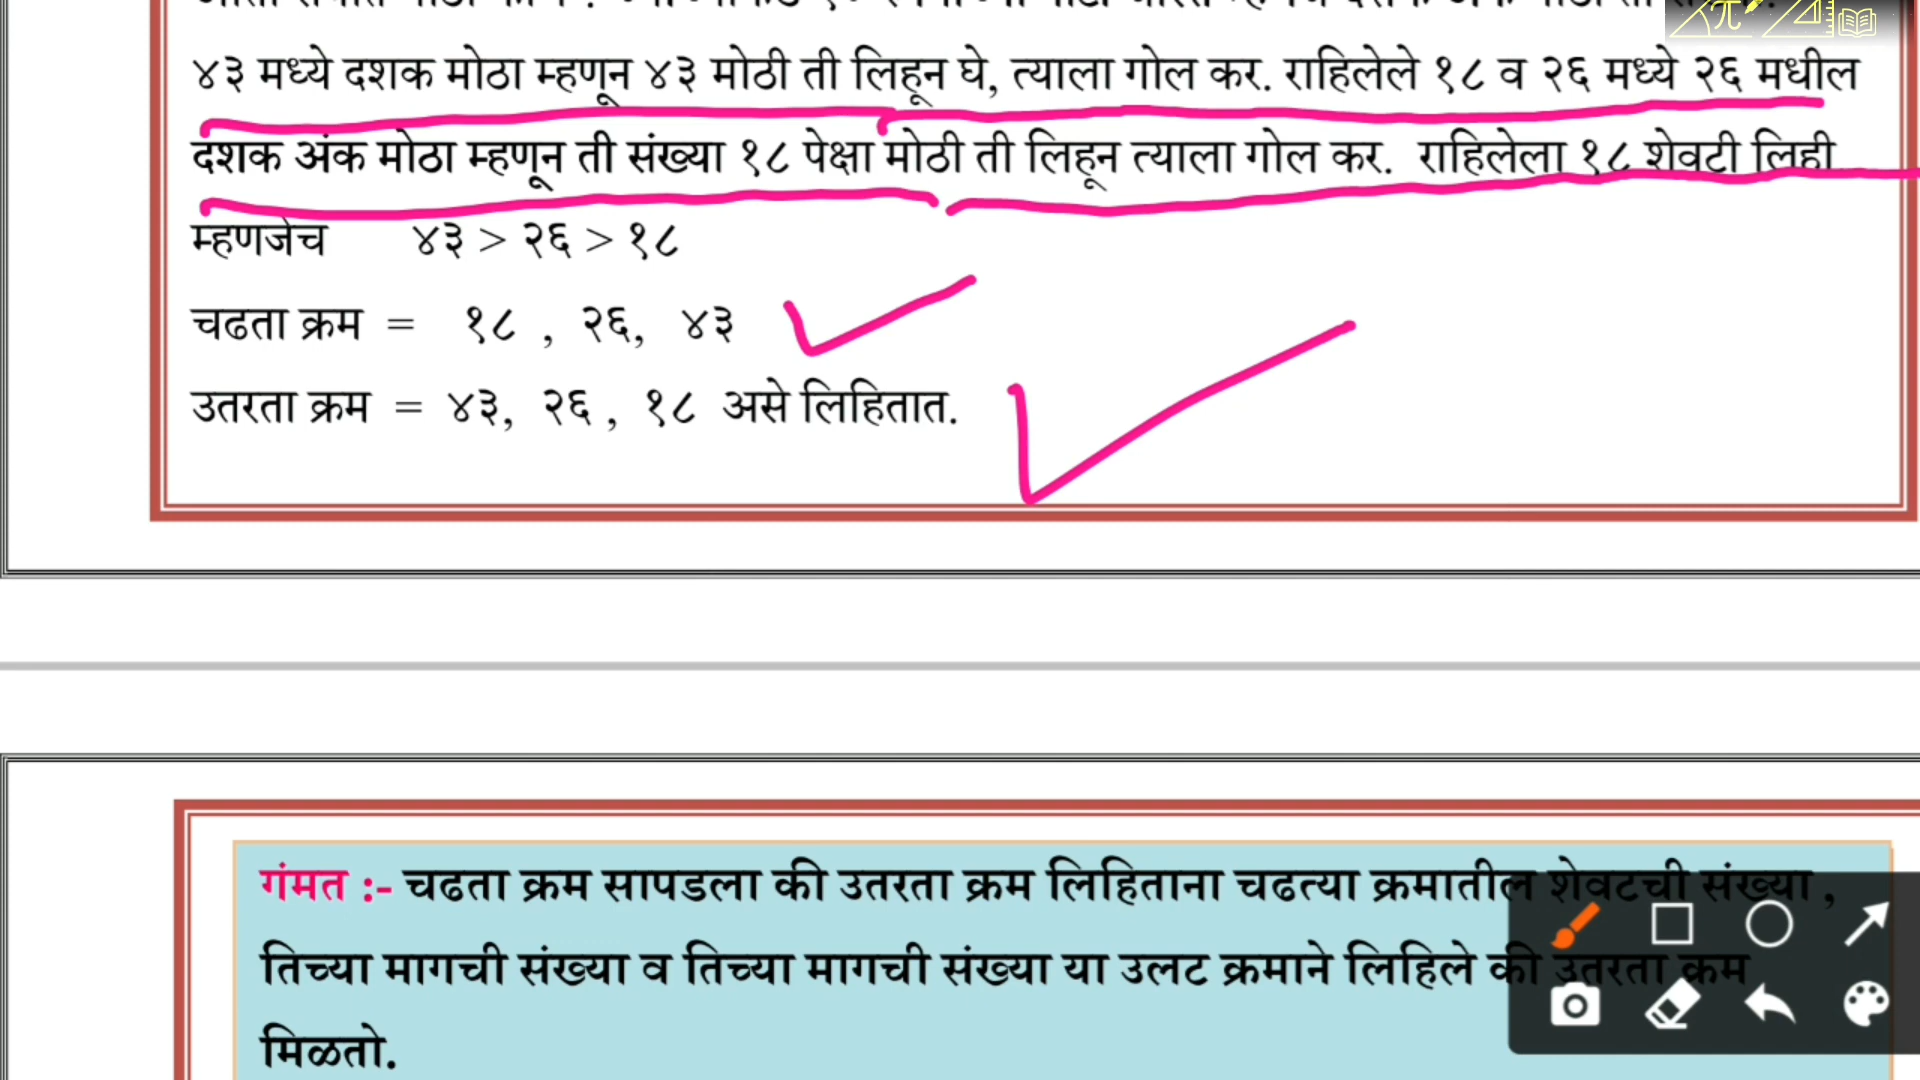 ४३ मध्ये दशक मोठा म्हणून ४३ मोठी ती लिहून घे, त्याला गोल कर. राहिलेले १८ व २६ मध्ये २६ मधील
दशक अंक मोठा म्हणून ती संख्या १८ पेक्षा मोठी ती लिहून त्याला गोल कर. राहिलेला १८ शेवटी लिही
म्हणजेच ४३ > २६ > १८
चढता क्रम = १८ , २६, ४३
उतरता क्रम = ४३, २६ , १८ असे लिहितात.
गंमत :- चढता क्रम सापडला की उतरता क्रम लिहिताना चढत्या क्रमातील शेवटची संख्या ,
तिच्या मागची संख्या व तिच्या मागची संख्या या उलट क्रमाने लिहिले की उतरता क्रम
मिळतो.